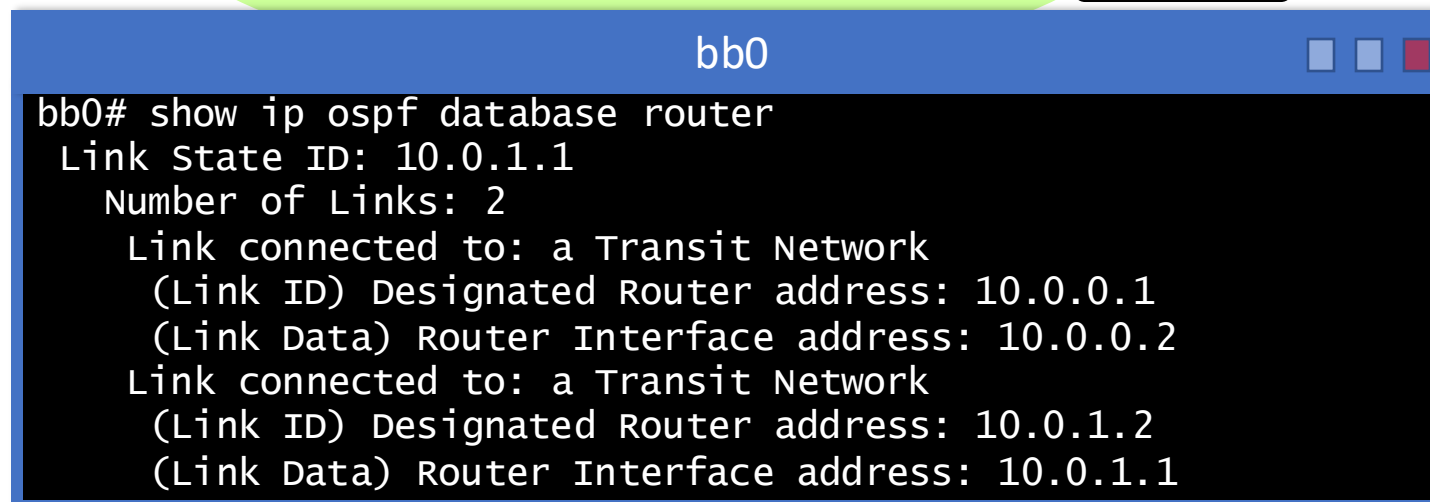 bb0
bb0# show ip ospf database router
Link State ID: 10.0.1.1
Number of Links: 2
Link connected to: a Transit Network
(Link ID) Designated Router address: 10.0.0.1
(Link Data) Router Interface address: 10.0.0.2
Link connected to: a Transit Network
(Link ID) Designated Router address: 10.0.1.2
(Link Data) Router Interface address: 10.0.1.1